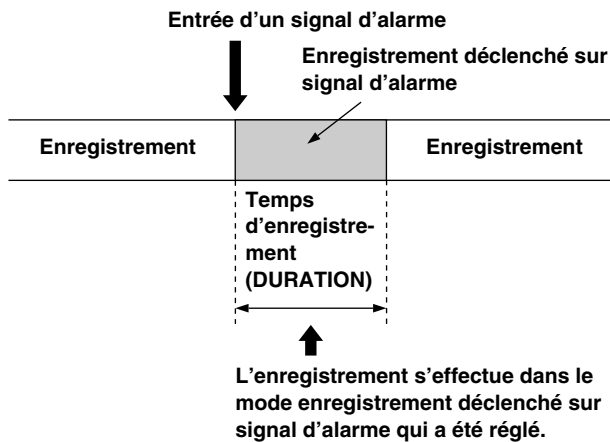 Entrée d'un signal d'alarme
Enregistrement déclenché sur
signal d'alarme
Enregistrement
Enregistrement
Temps
d'enregistre-
ment
(DURATION)
L'enregistrement s'effectue dans le
mode enregistrement déclenché sur
signal d'alarme qui a été réglé.